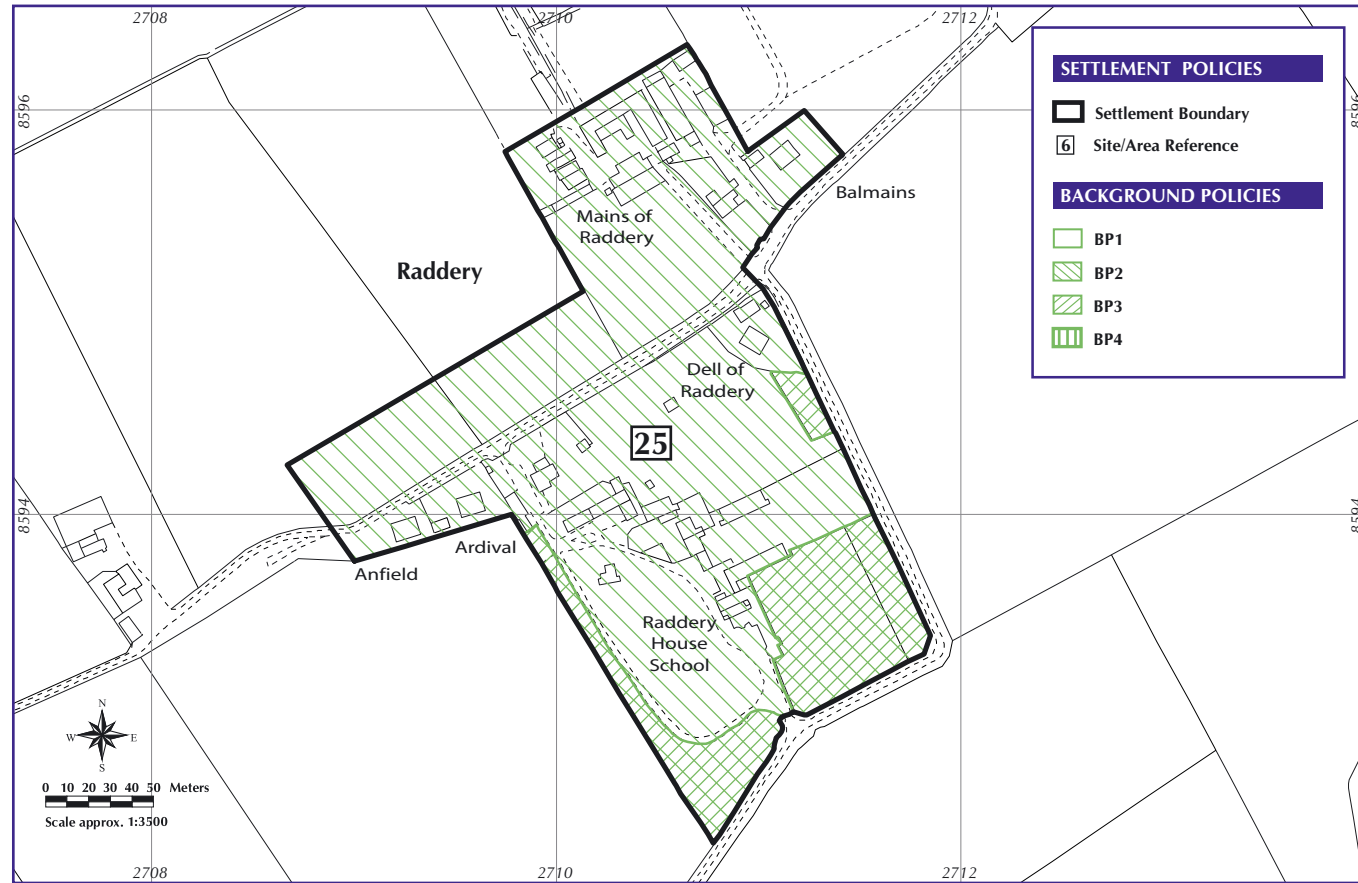 2708
2710
2712
8596
8596
SETTLEMENT POLICIES
Settlement Boundary
6 Site/Area Reference
BACKGROUND POLICIES
BP1
BP2
BP3
BP4
Balmains
Mains of
Raddery
Raddery
Dell of
Raddery
25
8594
8594
Ardival
Anfield
Raddery
House
School
N
W E
S
0 10 20 30 40 50 Meters
Scale approx. 1:3500
2708
2710
2712